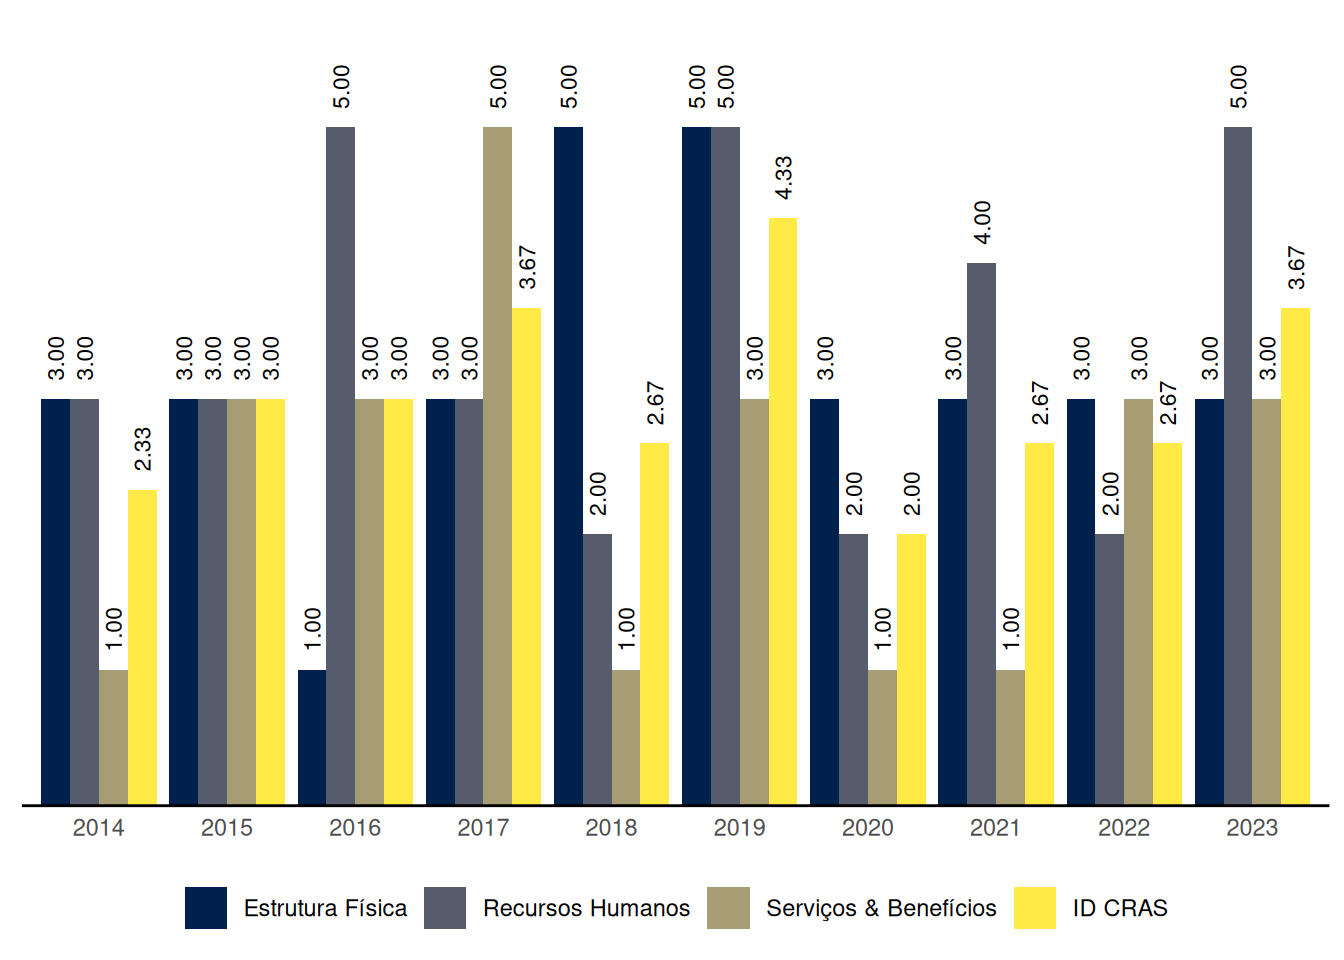 5.00 5.00 5.00 5.00 5.00 5.00
4.33
4.00
3.67 3.67
3.00 3.00 3.00 3.00 3.00 3.00 3.00 3.00 3.00 3.00 3.00 3.00 3.00 3.00 3.00 3.00 3.00
2.67 2.67 2.67
2.33
2.00 2.00 2.00 2.00
1.00 1.00 1.00 1.00 1.00
2014 2015 2016 2017 2018 2019 2020 2021 2022 2023
Estrutura Física Recursos Humanos Serviços & Benefícios ID CRAS